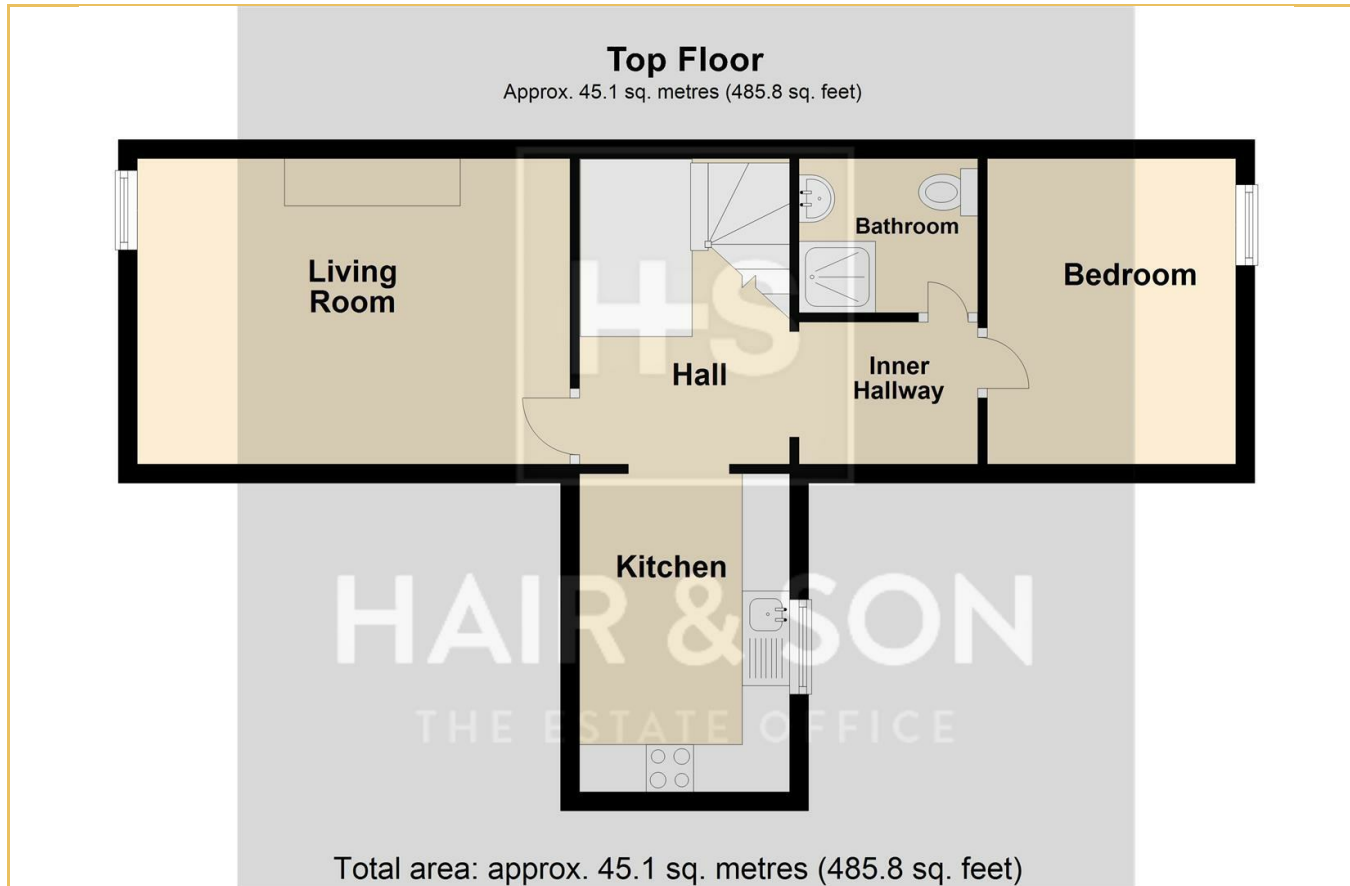 Top Floor
Approx. 45.1 sq. metres (485.8 sq. feet)
Living
Room
Bathroom
Bedroom
Hall
Inner
Hallway
H-S
Kitchen
HAIR & SON
THE ESTATE OFFICE
Total area: approx. 45.1 sq. metres (485.8 sq. feet)